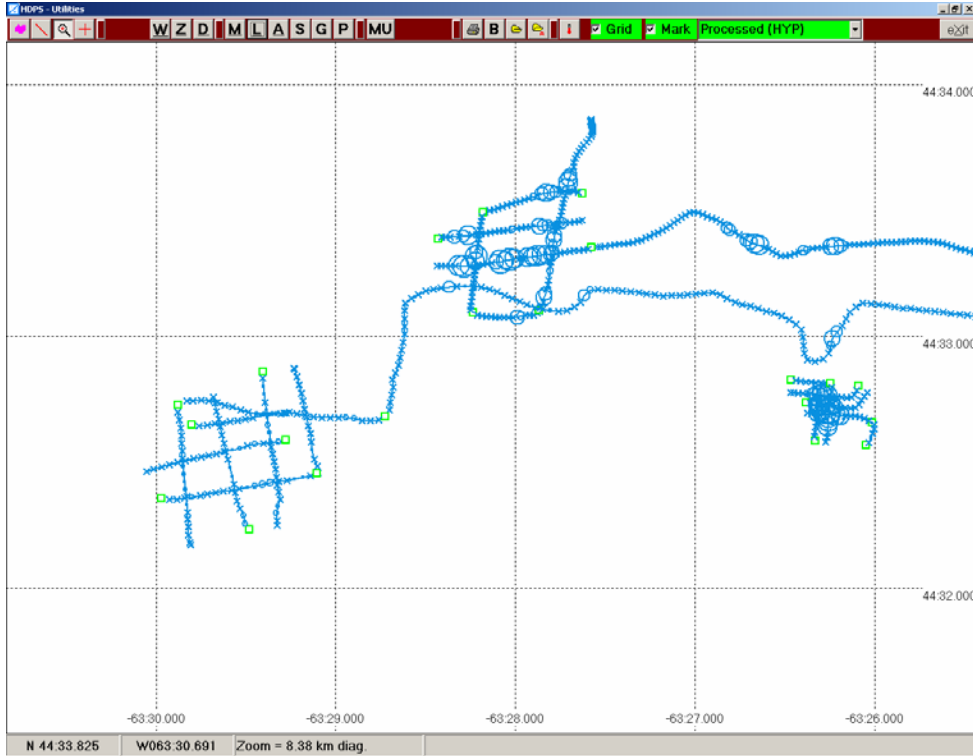 HDPS - Utilities
W Z D M L A S G P MU B Grid Mark Processed (HYP) eXit
44:34.000
44:33.000
44:32.000
-63:30.000 -63:29.000 -63:28.000 -63:27.000 -63:26.000
N 44:33.825 W063:30.691 Zoom = 8.38 km diag.